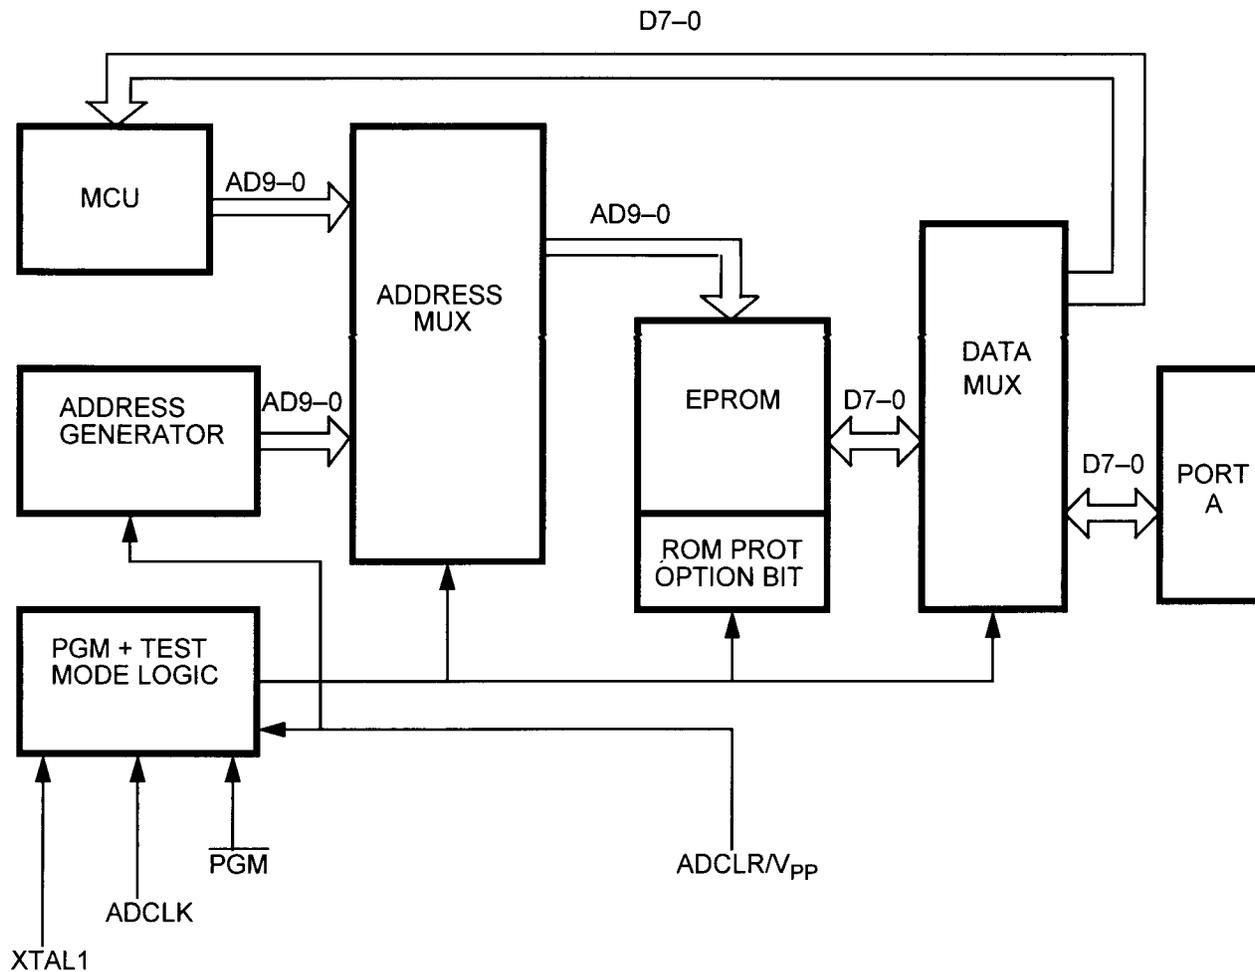 D7–0
MCU
AD9–0
AD9–0
ADDRESS
MUX
DATA
MUX
EPROM
ADDRESS
GENERATOR
AD9–0
D7–0
D7–0
PORT
A
ROM PROT
OPTION BIT
PGM + TEST
MODE LOGIC
PGM
ADCLR/VPP
ADCLK
XTAL1